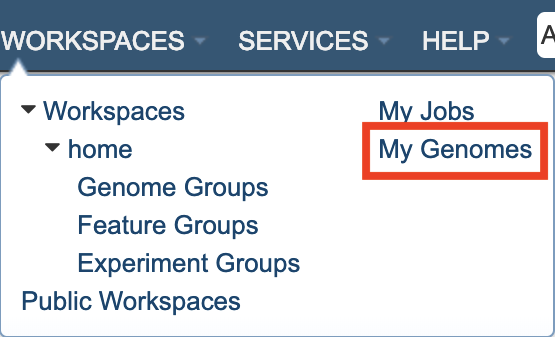 WORKSPACES SERVICES HELP A
Workspaces My Jobs
home My Genomes
Genome Groups
Feature Groups
Experiment Groups
Public Workspaces